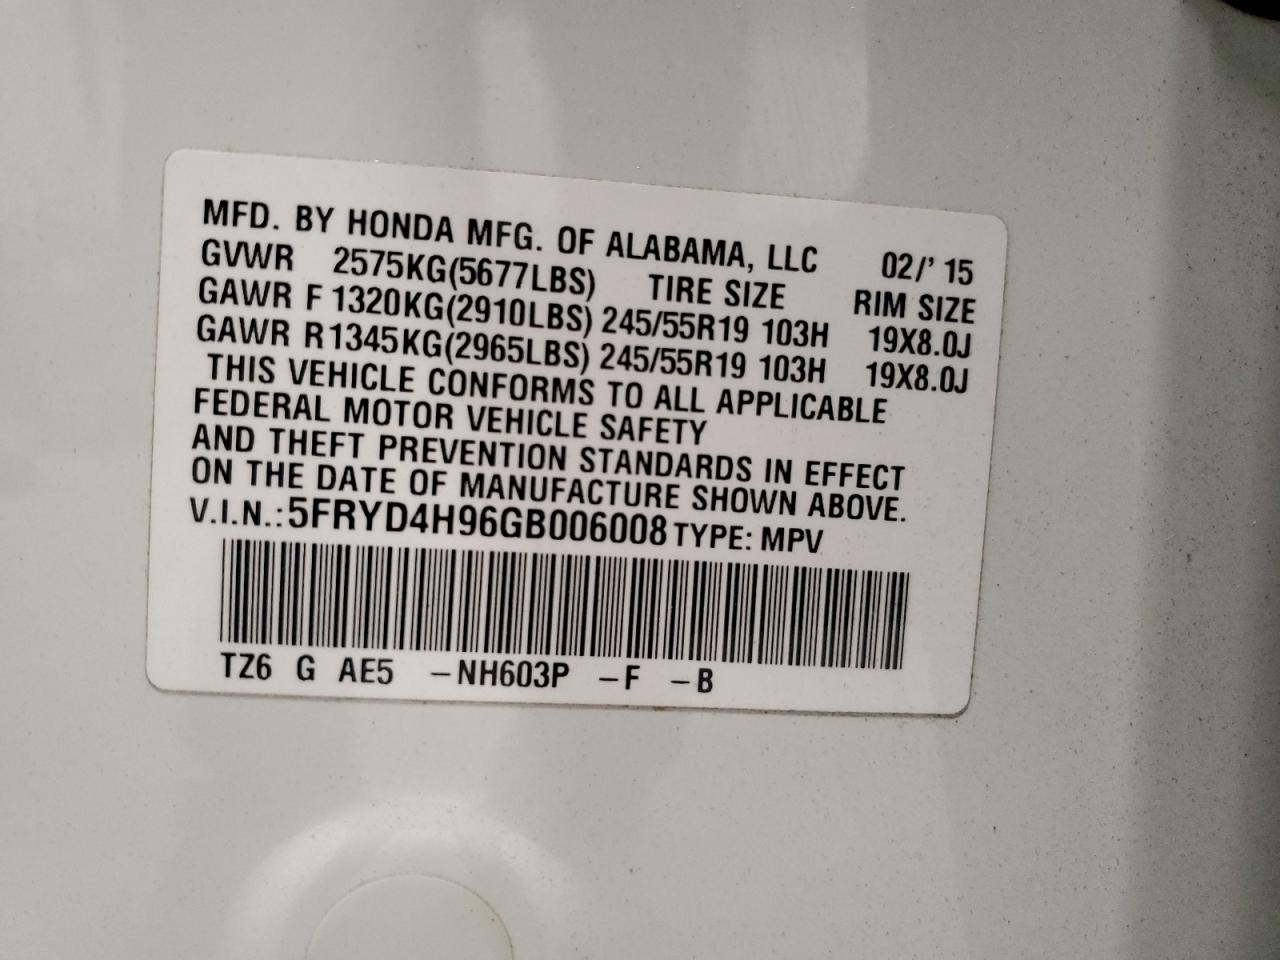 MFD. BY HONDA MFG. OF ALABAMA, LLC 02/' 15
GVWR 2575KG(5677LBS) TIRE SIZE RIM SIZE
GAWR F 1320KG(2910LBS) 245/55R19 103H 19X8.0J
GAWR R1345KG(2965LBS) 245/55R19 103H 19X8.0J
THIS VEHICLE CONFORMS TO ALL APPLICABLE
FEDERAL MOTOR VEHICLE SAFETY
AND THEFT PREVENTION STANDARDS IN EFFECT
ON THE DATE OF MANUFACTURE SHOWN ABOVE.
V.I.N.:5FRYD4H96GB006008 TYPE: MPV
TZ6 G AE5 -NH603P -F -B